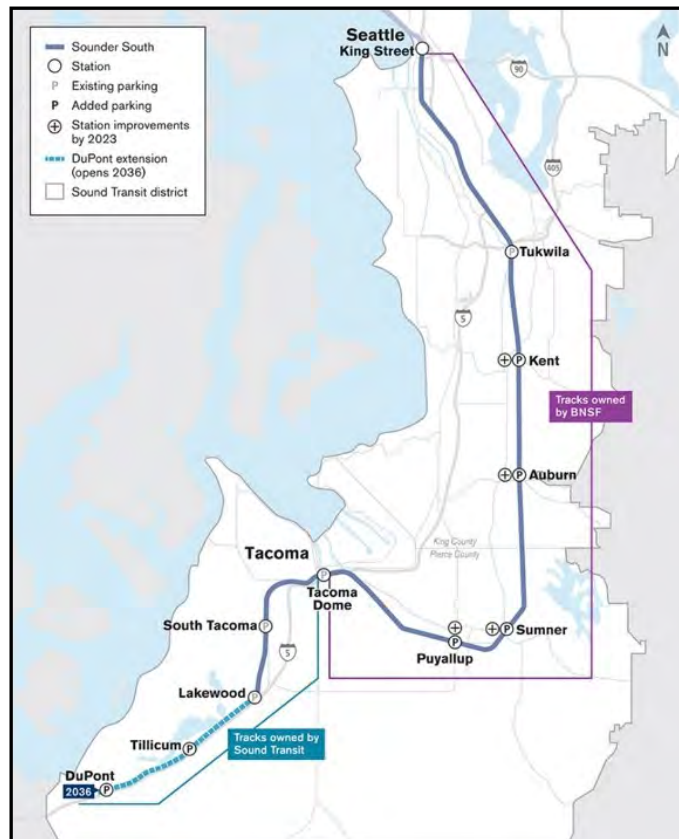 Sounder South
Station
P Existing parking
P Added parking
Station improvements
by 2023
DuPont extension
(opens 2036)
Sound Transit district
Seattle
King Street
N
90
405
P Tukwila
5
P Kent
Tracks owned
by BNSF
P Auburn
King County
Pierce County
Tacoma
P
Tacoma
Dome
South Tacoma P
P Sumner
P
Puyallup
5
Lakewood P
Tracks owned by
Sound Transit
Tillicum P
DuPont
2036 P